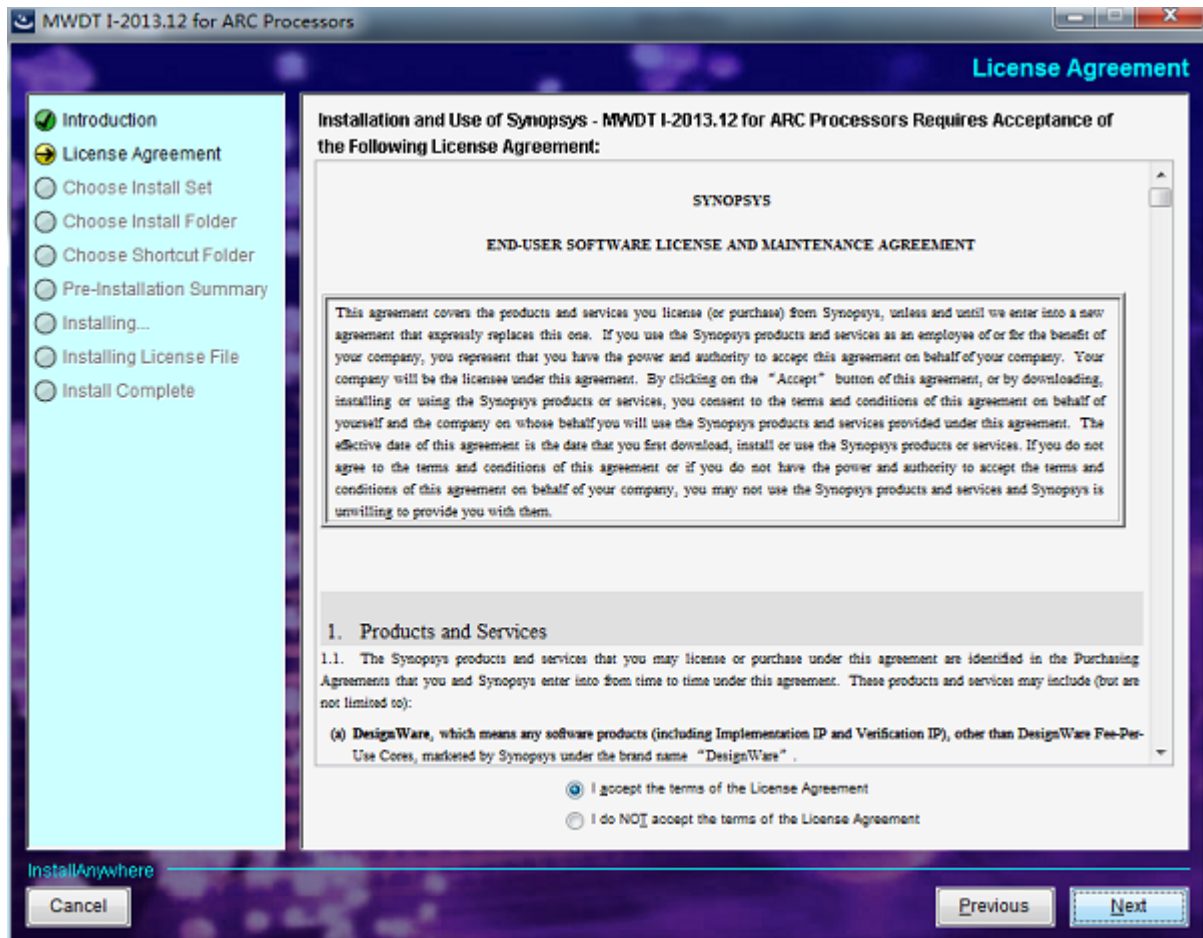 MWDT I-2013.12 for ARC Processors
License Agreement
Introduction
License Agreement
Choose Install Set
Choose Install Folder
Choose Shortcut Folder
Pre-Installation Summary
Installing...
Installing License File
Install Complete
Installation and Use of Synopsys - MWDT I-2013.12 for ARC Processors Requires Acceptance of
the Following License Agreement:
SYNOPSYS
END-USER SOFTWARE LICENSE AND MAINTENANCE AGREEMENT
This agreement covers the products and services you license (or purchase) from Synopsys, unless and until we enter into a new
agreement that expressly replaces this one. If you use the Synopsys products and services as an employee of or for the benefit of
your company, you represent that you have the power and authority to accept this agreement on behalf of your company. Your
company will be the licensee under this agreement. By clicking on the “Accept” button of this agreement, or by downloading,
installing or using the Synopsys products or services, you consent to the terms and conditions of this agreement on behalf of
yourself and the company on whose behalf you will use the Synopsys products and services provided under this agreement. The
effective date of this agreement is the date that you first download, install or use the Synopsys products or services. If you do not
agree to the terms and conditions of this agreement or if you do not have the power and authority to accept the terms and
conditions of this agreement on behalf of your company, you may not use the Synopsys products and services and Synopsys is
unwilling to provide you with them.
1. Products and Services
1.1. The Synopsys products and services that you may license or purchase under this agreement are identified in the Purchasing
Agreements that you and Synopsys enter into from time to time under this agreement. These products and services may include (but are
not limited to):
(a) DesignWare, which means any software products (including Implementation IP and Verification IP), other than DesignWare Fee-Per-
Use Cores, marketed by Synopsys under the brand name “DesignWare”.
I accept the terms of the License Agreement
I do NOT accept the terms of the License Agreement
InstallAnywhere
Cancel
Previous
Next